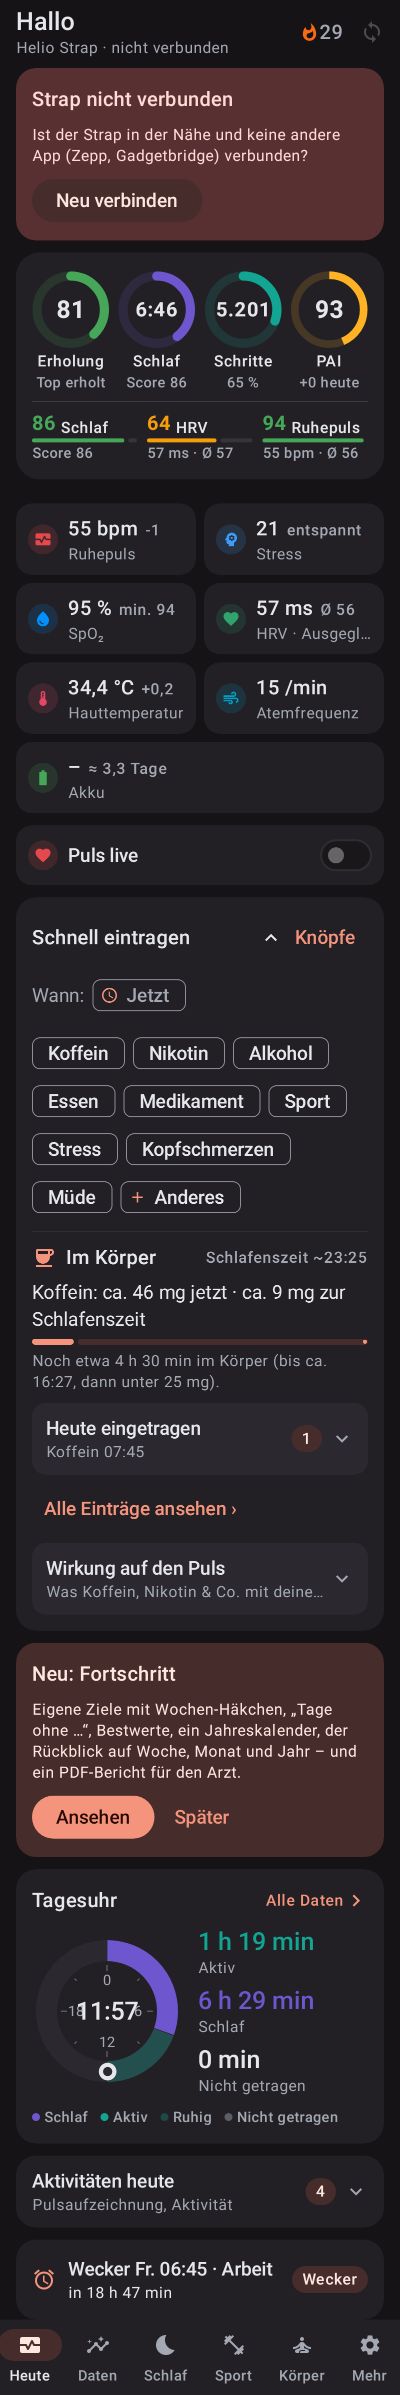 Hallo
Helio Strap · nicht verbunden
29
Strap nicht verbunden
Ist der Strap in der Nähe und keine andere
App (Zepp, Gadgetbridge) verbunden?
Neu verbinden
81 6:46 5.201 93
Erholung Schlaf Schritte PAI
Top erholt Score 86 65 % +0 heute
86 Schlaf 64 HRV 94 Ruhepuls
Score 86 57 ms · Ø 57 55 bpm · Ø 56
55 bpm -1
Ruhepuls
21 entspannt
Stress
95 % min. 94
SpO₂
57 ms Ø 56
HRV · Ausgegl…
34,4 °C +0,2
Hauttemperatur
15 /min
Atemfrequenz
– ≈ 3,3 Tage
Akku
Puls live
Schnell eintragen Knöpfe
Wann: Jetzt
Koffein Nikotin Alkohol
Essen Medikament Sport
Stress Kopfschmerzen
Müde + Anderes
Im Körper Schlafenszeit ~23:25
Koffein: ca. 46 mg jetzt · ca. 9 mg zur
Schlafenszeit
Noch etwa 4 h 30 min im Körper (bis ca.
16:27, dann unter 25 mg).
Heute eingetragen 1
Koffein 07:45
Alle Einträge ansehen ›
Wirkung auf den Puls
Was Koffein, Nikotin & Co. mit deine…
Neu: Fortschritt
Eigene Ziele mit Wochen-Häkchen, „Tage
ohne …“, Bestwerte, ein Jahreskalender, der
Rückblick auf Woche, Monat und Jahr – und
ein PDF-Bericht für den Arzt.
Ansehen Später
Tagesuhr Alle Daten
0
18 11:57 6
12
1 h 19 min
Aktiv
6 h 29 min
Schlaf
0 min
Nicht getragen
Schlaf Aktiv Ruhig Nicht getragen
Aktivitäten heute 4
Pulsaufzeichnung, Aktivität
Wecker Fr. 06:45 · Arbeit Wecker
in 18 h 47 min
Heute Daten Schlaf Sport Körper Mehr